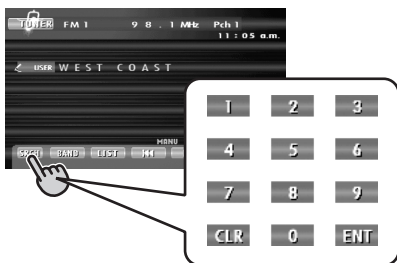 TUNER FM 1 9 8 . 1 MHz Pch 1
11 : 05 a.m.
USER WEST COAST
MANU
SRCH BAND LIST
1 2 3
4 5 6
7 8 9
CLR 0 ENT